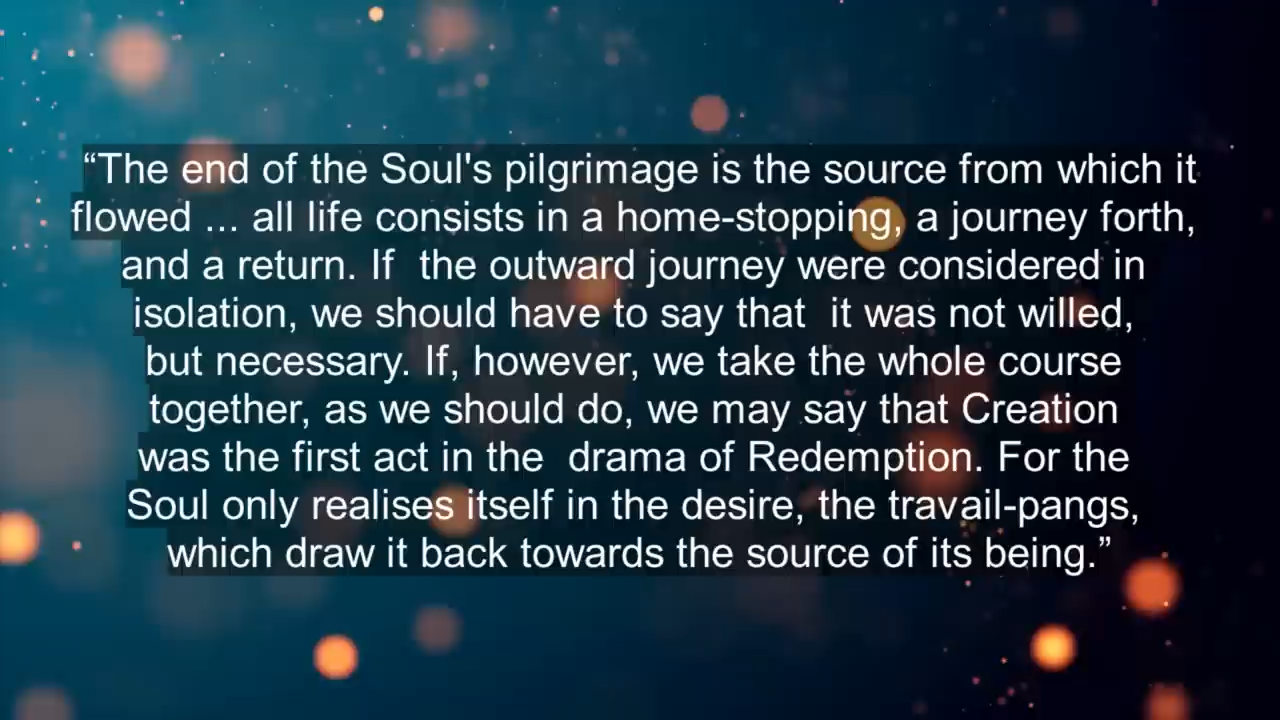 “The end of the Soul's pilgrimage is the source from which it
flowed ... all life consists in a home-stopping, a journey forth,
and a return. If  the outward journey were considered in
isolation, we should have to say that  it was not willed,
but necessary. If, however, we take the whole course
together, as we should do, we may say that Creation
was the first act in the  drama of Redemption. For the
Soul only realises itself in the desire, the travail-pangs,
which draw it back towards the source of its being.”